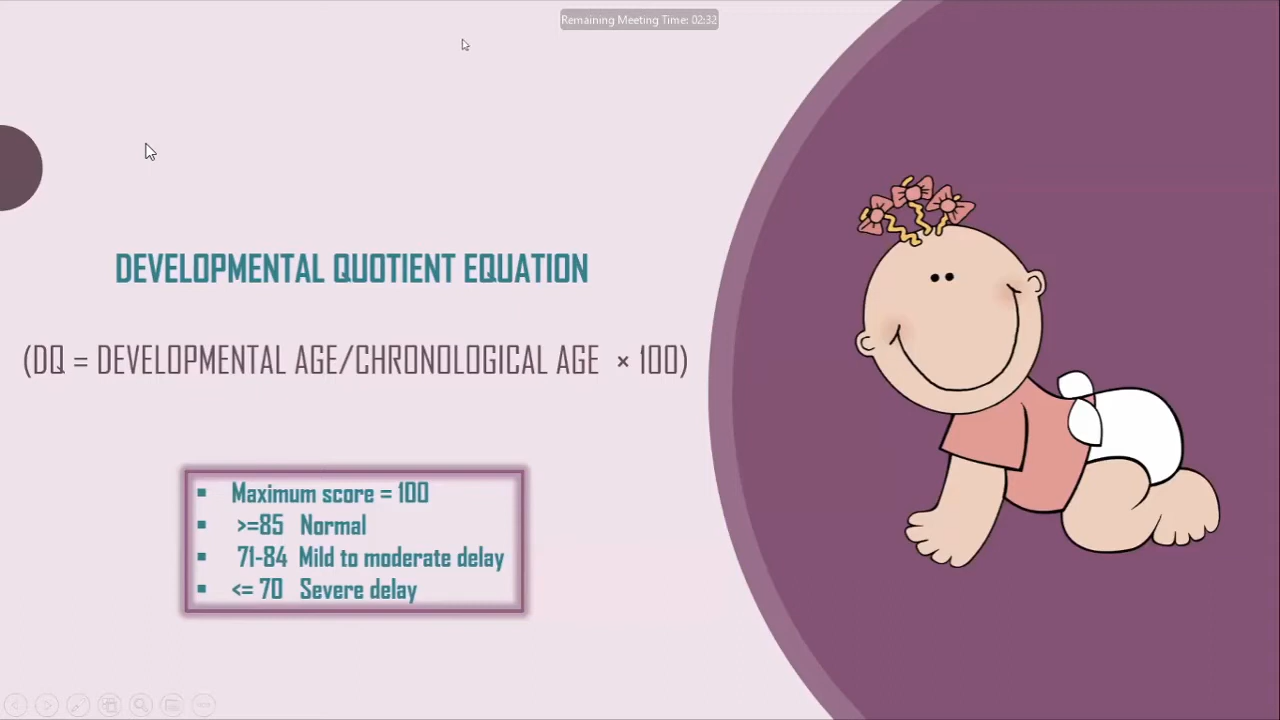 Remaining Meeting Time: 02:32
DEVELOPMENTAL QUOTIENT EQUATION
(DQ = DEVELOPMENTAL AGE/CHRONOLOGICAL AGE × 100)
▪ Maximum score = 100
▪ >=85 Normal
▪ 71-84 Mild to moderate delay
▪ <= 70 Severe delay